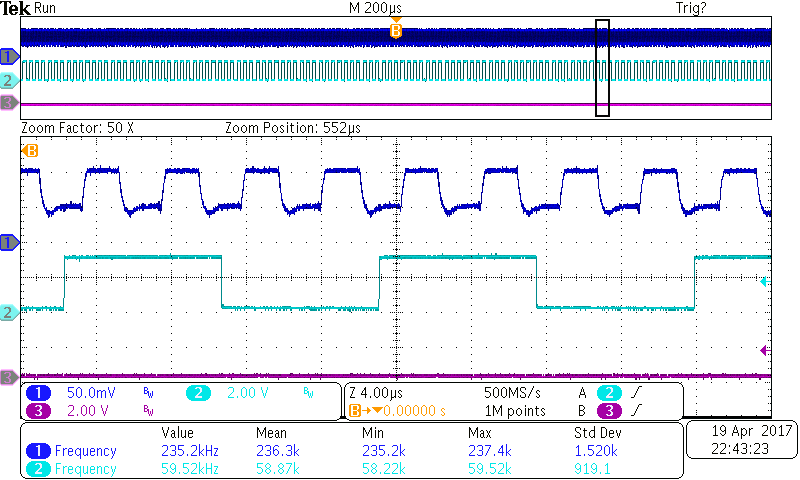 Tek Run M 200µs Trig?
B
1
2
3
Zoom Factor: 50 X Zoom Position: 552µs
B
1
2
3
1 50.0mV BW 2 2.00 V BW Z 4.00µs 500MS/s A 2
3 2.00 V BW B→▼0.00000 s 1M points B 3
Value Mean Min Max Std Dev
1 Frequency 235.2kHz 236.3k 235.2k 237.4k 1.520k
2 Frequency 59.52kHz 58.87k 58.22k 59.52k 919.1
19 Apr 2017
22:43:23